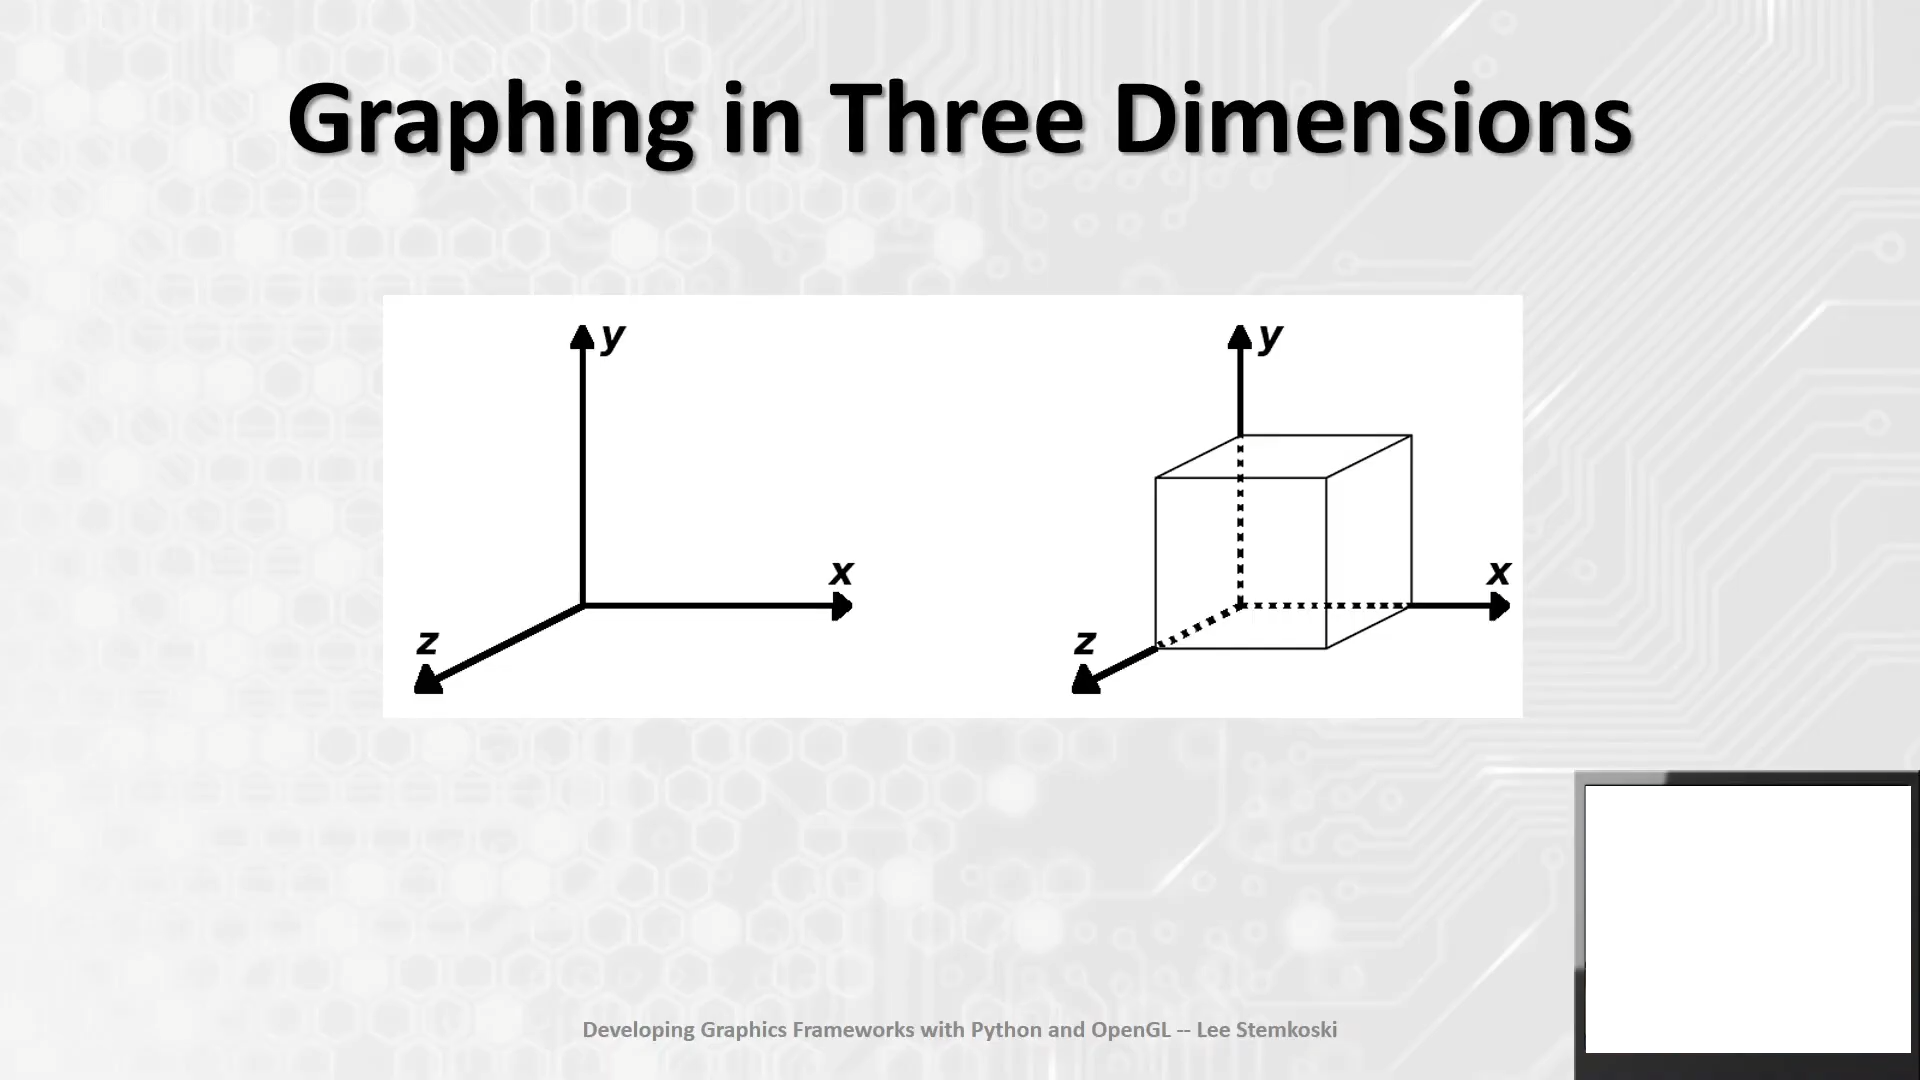 Graphing in Three Dimensions
y
x
z
y
x
z
Developing Graphics Frameworks with Python and OpenGL -- Lee Stemkoski